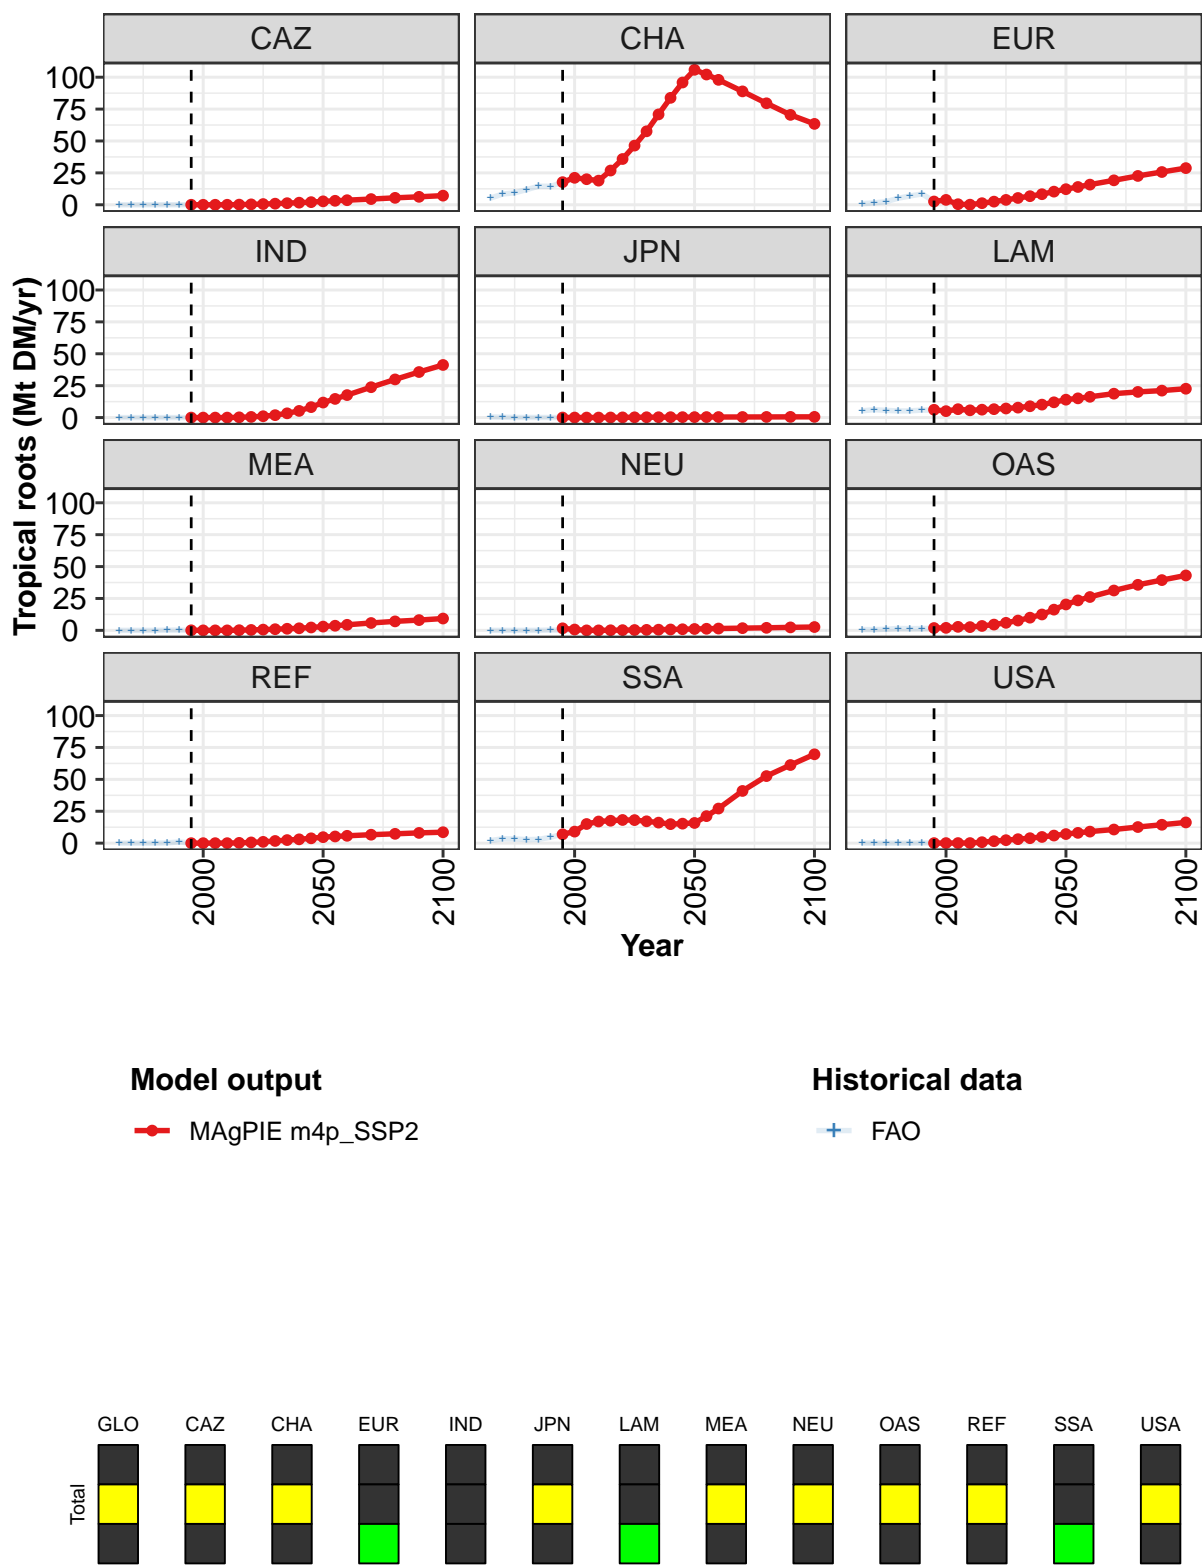 CAZ CHA EUR
100
75
50
25
0
IND JPN LAM
100
75
50
25
0
MEA NEU OAS
100
75
50
25
0
REF SSA USA
100
75
50
25
0
Tropical roots (Mt DM/yr)
2000 2050 2100 2000 2050 2100 2000 2050 2100
Year
Model output Historical data
MAgPIE m4p_SSP2 FAO
GLO CAZ CHA EUR IND JPN LAM MEA NEU OAS REF SSA USA
Total